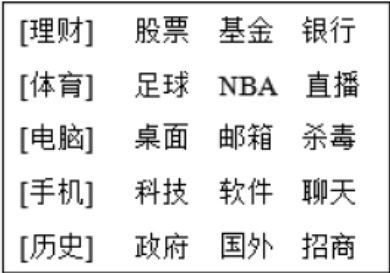 [理财] 股票 基金 银行
[体育] 足球 NBA 直播
[电脑] 桌面 邮箱 杀毒
[手机] 科技 软件 聊天
[历史] 政府 国外 招商